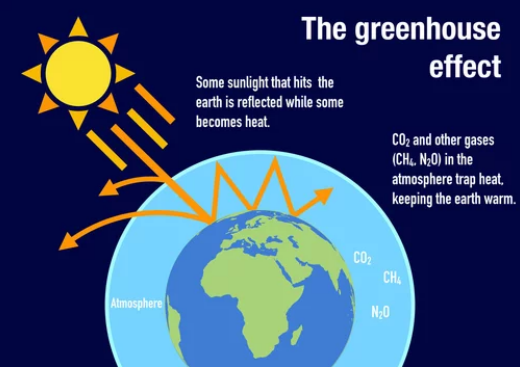 The greenhouse
effect
Some sunlight that hits the
earth is reflected while some
becomes heat.
CO₂ and other gases
(CH₄, N₂O) in the
atmosphere trap heat,
keeping the earth warm.
CO₂
CH₄
N₂O
Atmosphere